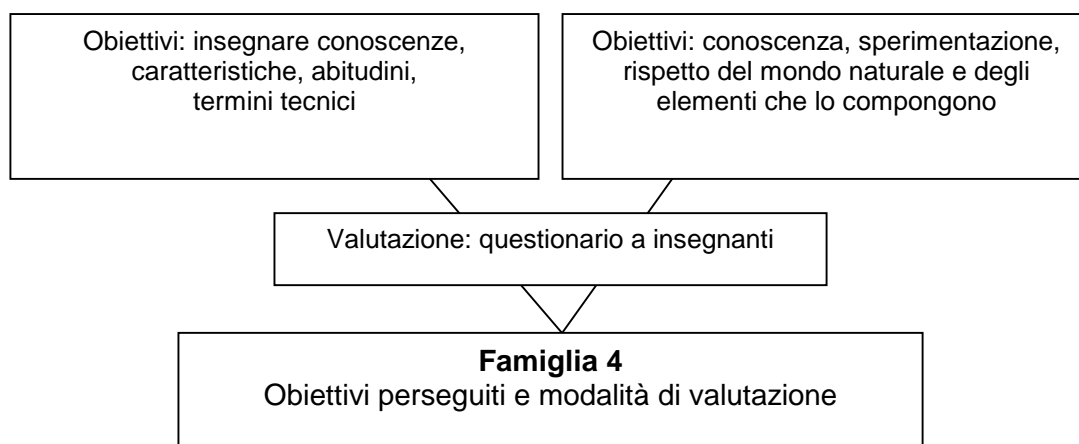 Obiettivi: insegnare conoscenze,
caratteristiche, abitudini,
termini tecnici
Obiettivi: conoscenza, sperimentazione,
rispetto del mondo naturale e degli
elementi che lo compongono
Valutazione: questionario a insegnanti
Famiglia 4
Obiettivi perseguiti e modalità di valutazione